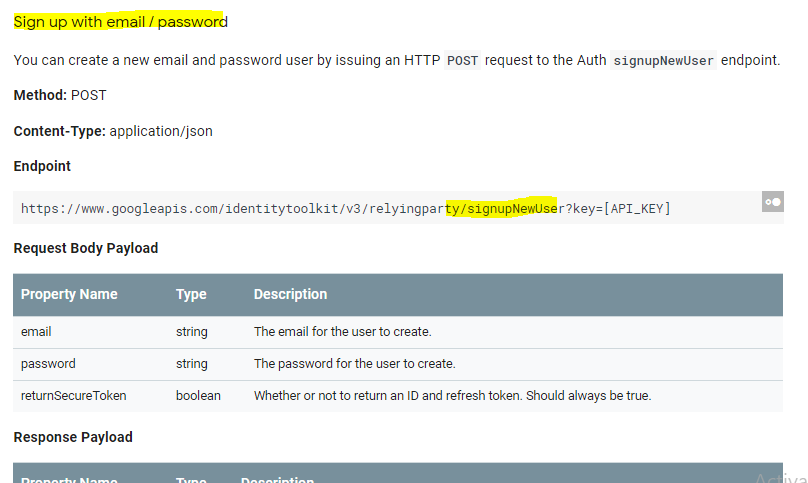 Sign up with email / password
You can create a new email and password user by issuing an HTTP POST request to the Auth signupNewUser endpoint.
Method: POST
Content-Type: application/json
Endpoint
https://www.googleapis.com/identitytoolkit/v3/relyingparty/signupNewUser?key=[API_KEY]
Request Body Payload
Property Name Type Description
email string The email for the user to create.
password string The password for the user to create.
returnSecureToken boolean Whether or not to return an ID and refresh token. Should always be true.
Response Payload
Property Name Type Description